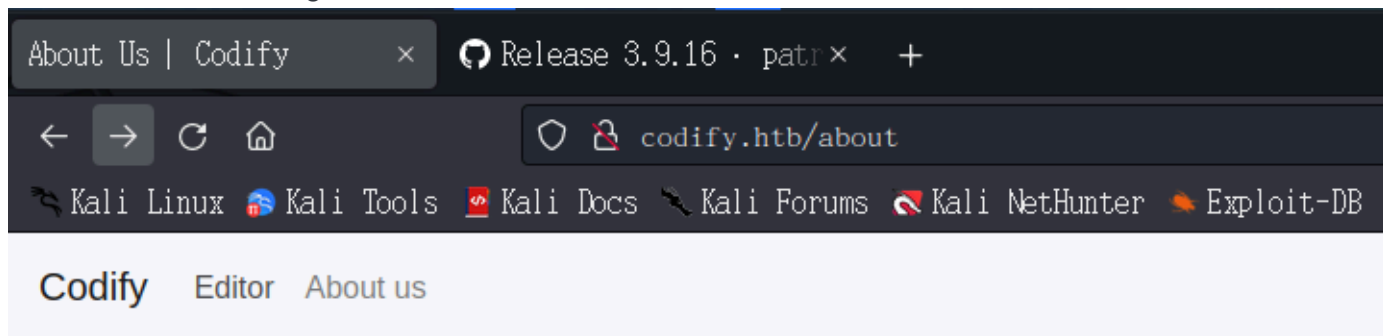 About Us | Codify × Release 3.9.16 · patr × +
codify.htb/about
Kali Linux Kali Tools Kali Docs Kali Forums Kali NetHunter Exploit-DB
Codify Editor About us